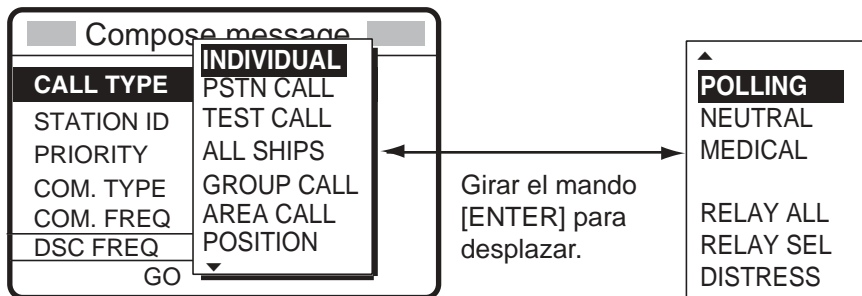 Compose message
CALL TYPE
STATION ID
PRIORITY
COM. TYPE
COM. FREQ
DSC FREQ
GO
INDIVIDUAL
PSTN CALL
TEST CALL
ALL SHIPS
GROUP CALL
AREA CALL
POSITION
Girar el mando
[ENTER] para
desplazar.
POLLING
NEUTRAL
MEDICAL
RELAY ALL
RELAY SEL
DISTRESS